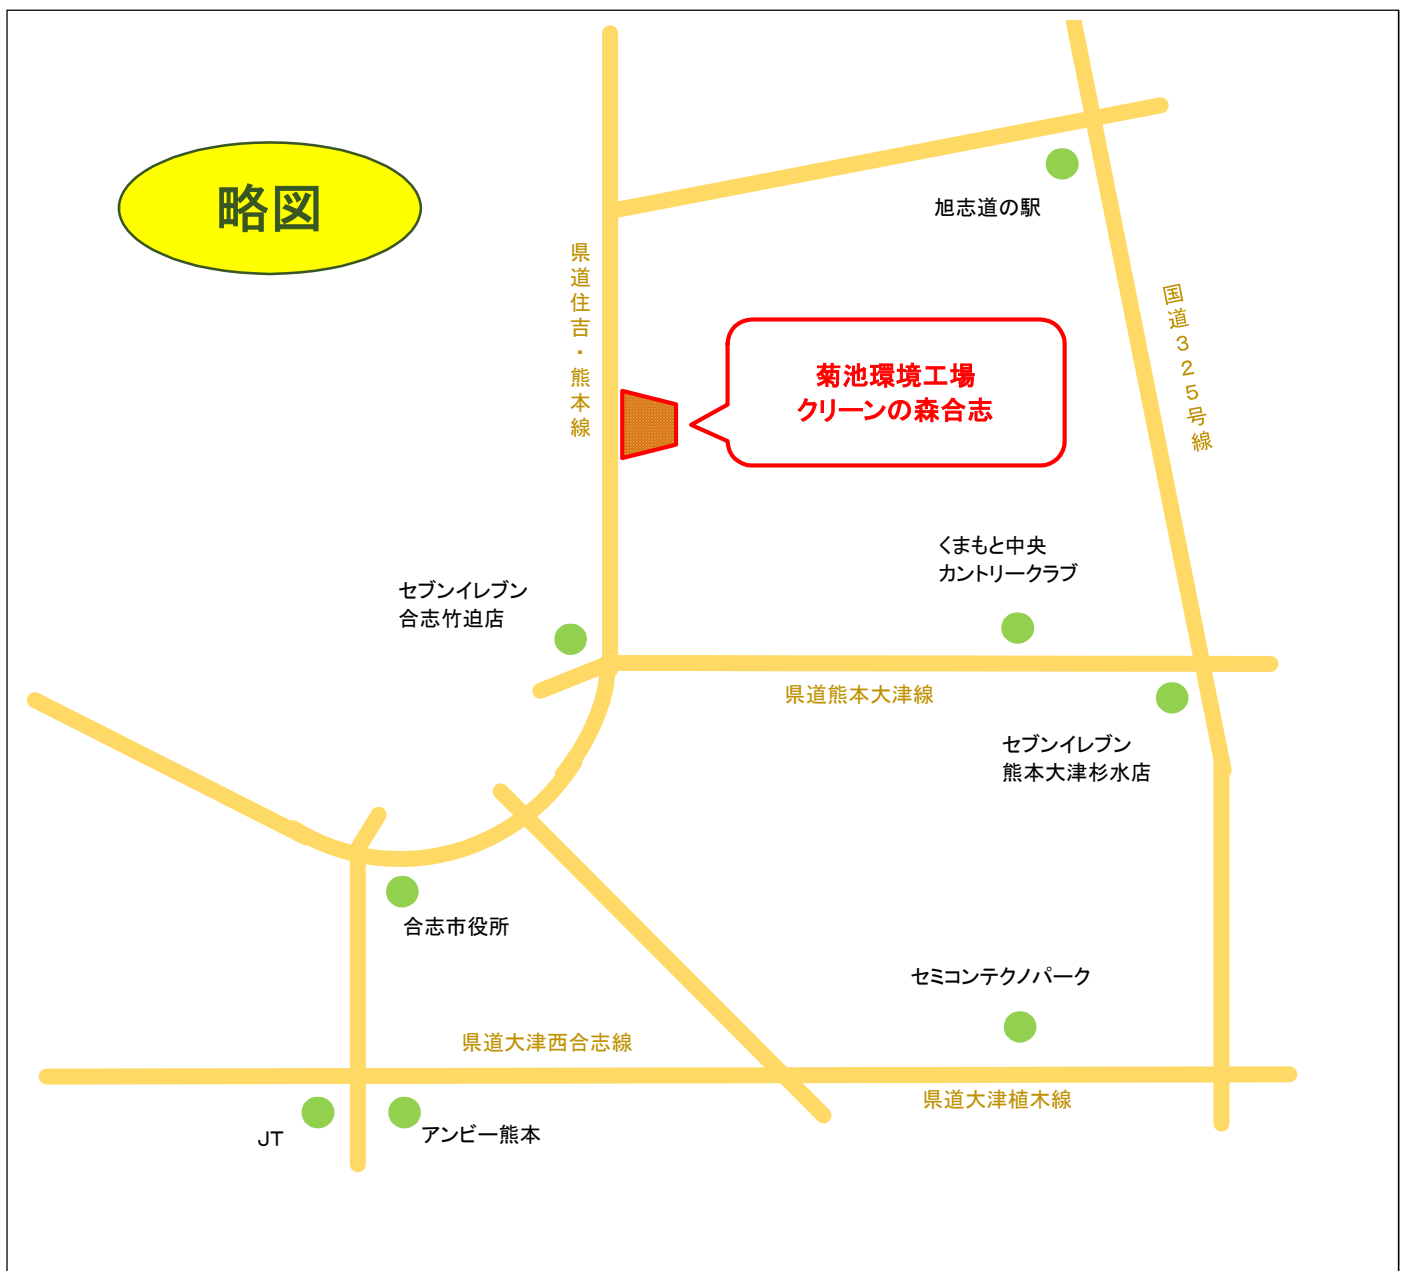 略図
旭志道の駅
県道住吉・熊本線
国道325号線
菊池環境工場
クリーンの森合志
くまもと中央
カントリークラブ
セブンイレブン
合志竹迫店
県道熊本大津線
セブンイレブン
熊本大津杉水店
合志市役所
セミコンテクノパーク
県道大津西合志線
県道大津植木線
JT
アンビー熊本